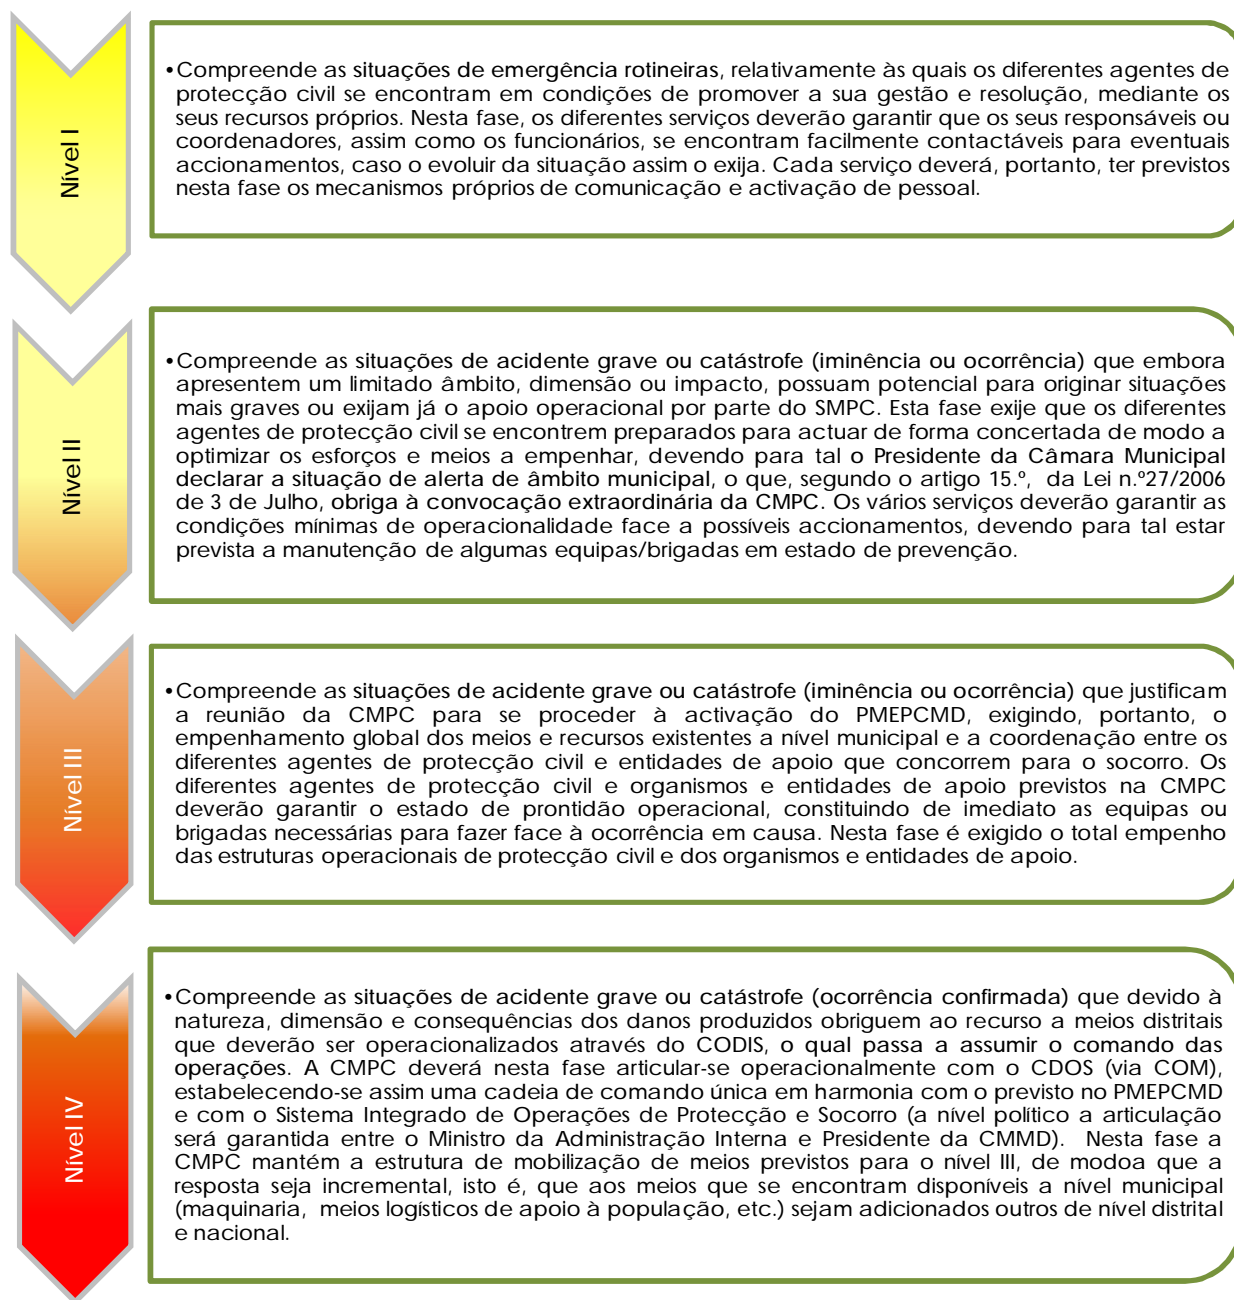 Nível I
•Compreende as situações de emergência rotineiras, relativamente às quais os diferentes agentes de
protecção civil se encontram em condições de promover a sua gestão e resolução, mediante os
seus recursos próprios. Nesta fase, os diferentes serviços deverão garantir que os seus responsáveis ou
coordenadores, assim como os funcionários, se encontram facilmente contactáveis para eventuais
accionamentos, caso o evoluir da situação assim o exija. Cada serviço deverá, portanto, ter previstos
nesta fase os mecanismos próprios de comunicação e activação de pessoal.
Nível II
•Compreende as situações de acidente grave ou catástrofe (iminência ou ocorrência) que embora
apresentem um limitado âmbito, dimensão ou impacto, possuam potencial para originar situações
mais graves ou exijam já o apoio operacional por parte do SMPC. Esta fase exije que os diferentes
agentes de protecção civil se encontrem preparados para actuar de forma concertada de modo a
optimizar os esforços e meios a empenhar, devendo para tal o Presidente da Câmara Municipal
declarar a situação de alerta de âmbito municipal, o que, segundo o artigo 15.º, da Lei n.º27/2006
de 3 de Julho, obriga à convocação extraordinária da CMPC. Os vários serviços deverão garantir as
condições mínimas de operacionalidade face a possíveis accionamentos, devendo para tal estar
prevista a manutenção de algumas equipas/brigadas em estado de prevenção.
Nível III
•Compreende as situações de acidente grave ou catástrofe (iminência ou ocorrência) que justificam
a reunião da CMPC para se proceder à activação do PMEPCMD, exigindo, portanto, o
empenhamento global dos meios e recursos existentes a nível municipal e a coordenação entre os
diferentes agentes de protecção civil e entidades de apoio que concorrem para o socorro. Os
diferentes agentes de protecção civil e organismos e entidades de apoio previstos na CMPC
deverão garantir o estado de prontidão operacional, constituindo de imediato as equipas ou
brigadas necessárias para fazer face à ocorrência em causa. Nesta fase é exigido o total empenho
das estruturas operacionais de protecção civil e dos organismos e entidades de apoio.
Nível IV
•Compreende as situações de acidente grave ou catástrofe (ocorrência confirmada) que devido à
natureza, dimensão e consequências dos danos produzidos obriguem ao recurso a meios distritais
que deverão ser operacionalizados através do CODIS, o qual passa a assumir o comando das
operações. A CMPC deverá nesta fase articular-se operacionalmente com o CDOS (via COM),
estabelecendo-se assim uma cadeia de comando única em harmonia com o previsto no PMEPCMD
e com o Sistema Integrado de Operações de Protecção e Socorro (a nível político a articulação
será garantida entre o Ministro da Administração Interna e Presidente da CMMD). Nesta fase a
CMPC mantém a estrutura de mobilização de meios previstos para o nível III, de modoa que a
resposta seja incremental, isto é, que aos meios que se encontram disponíveis a nível municipal
(maquinaria, meios logísticos de apoio à população, etc.) sejam adicionados outros de nível distrital
e nacional.